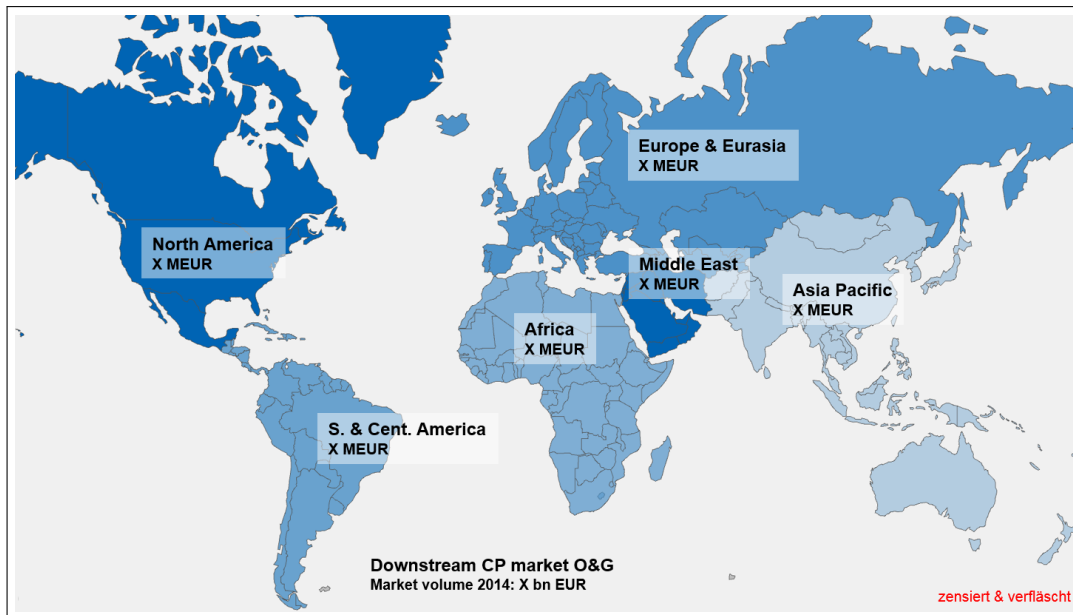 Europe & Eurasia
X MEUR
North America
X MEUR
Middle East
X MEUR
Asia Pacific
X MEUR
Africa
X MEUR
S. & Cent. America
X MEUR
Downstream CP market O&G
Market volume 2014: X bn EUR
zensiert & verfläscht